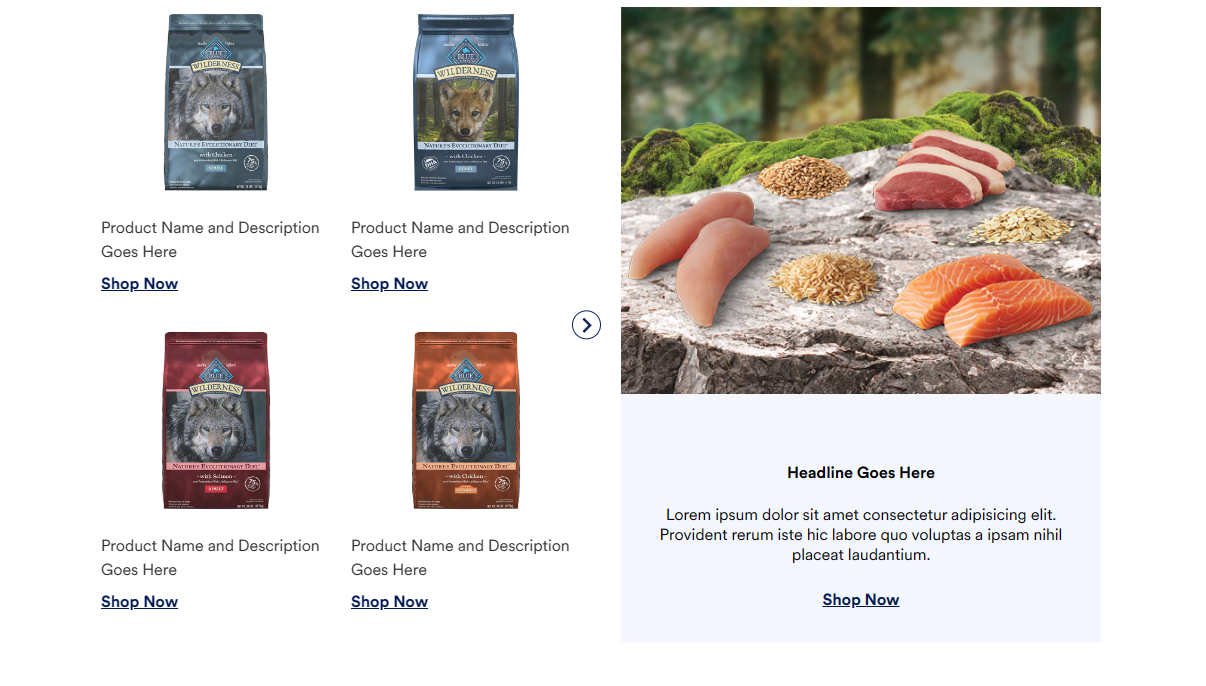 BLUE
WILDERNESS
NATURE'S EVOLUTIONARY DIET
with Chicken
ADULT
Product Name and Description
Goes Here
Shop Now
BLUE
WILDERNESS
NATURE'S EVOLUTIONARY DIET
with Chicken
Product Name and Description
Goes Here
Shop Now
BLUE
WILDERNESS
NATURE'S EVOLUTIONARY DIET
with Salmon
ADULT
Product Name and Description
Goes Here
Shop Now
BLUE
WILDERNESS
NATURE'S EVOLUTIONARY DIET
with Chicken
Product Name and Description
Goes Here
Shop Now
Headline Goes Here
Lorem ipsum dolor sit amet consectetur adipisicing elit.
Provident rerum iste hic labore quo voluptas a ipsam nihil
placeat laudantium.
Shop Now